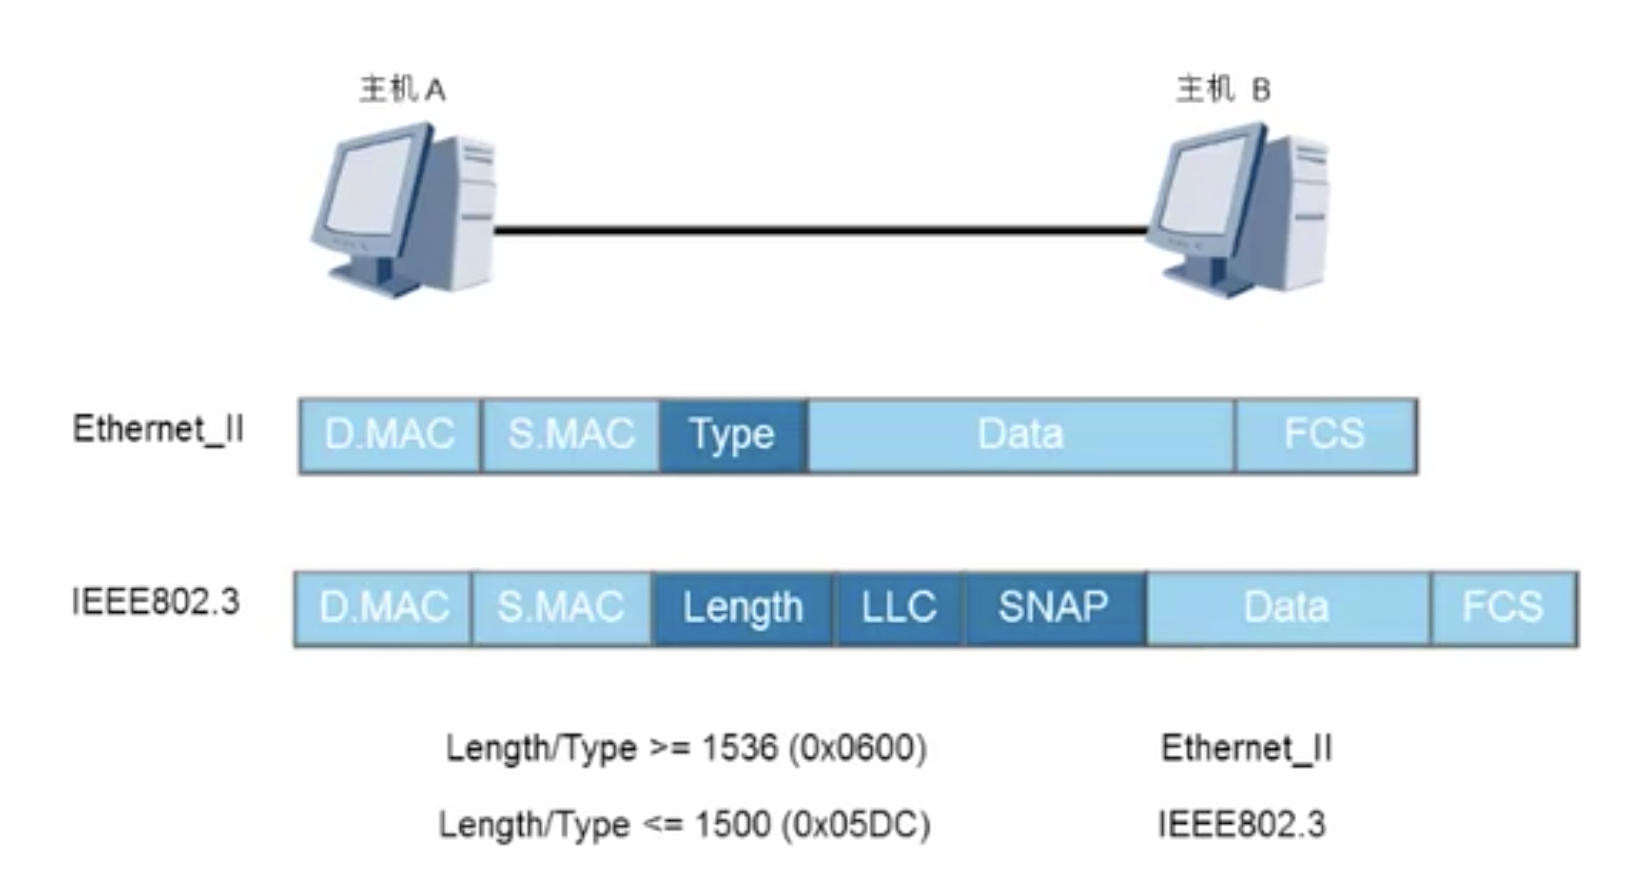 主机 A 主机 B
Ethernet_II D.MAC S.MAC Type Data FCS
IEEE802.3 D.MAC S.MAC Length LLC SNAP Data FCS
Length/Type >= 1536 (0x0600) Ethernet_II
Length/Type <= 1500 (0x05DC) IEEE802.3